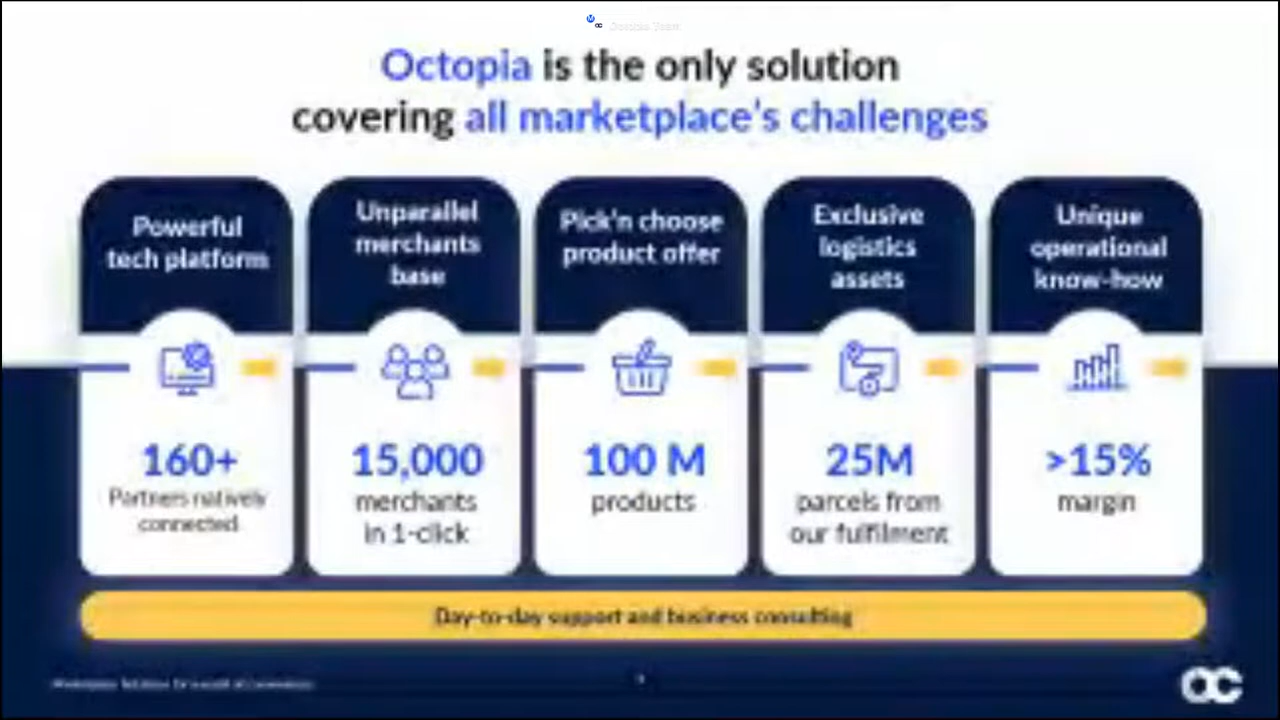 Octopia is the only solution
covering all marketplace's challenges
Powerful
tech platform
Unparallel
merchants
base
Pick'n choose
product offer
Exclusive
logistics
assets
Unique
operational
know-how
160+
Partners natively
connected
15,000
merchants
in 1-click
100 M
products
25M
parcels from
our fulfilment
>15%
margin
Day-to-day support and business consulting
OC